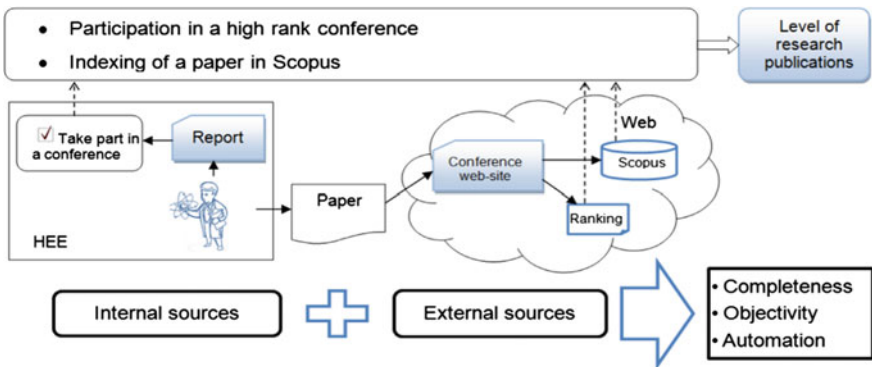 • Participation in a high rank conference
• Indexing of a paper in Scopus
Level of
research
publications
Take part in
a conference
Report
HEE
Paper
Web
Conference
web-site
Scopus
Ranking
Internal sources
External sources
• Completeness
• Objectivity
• Automation